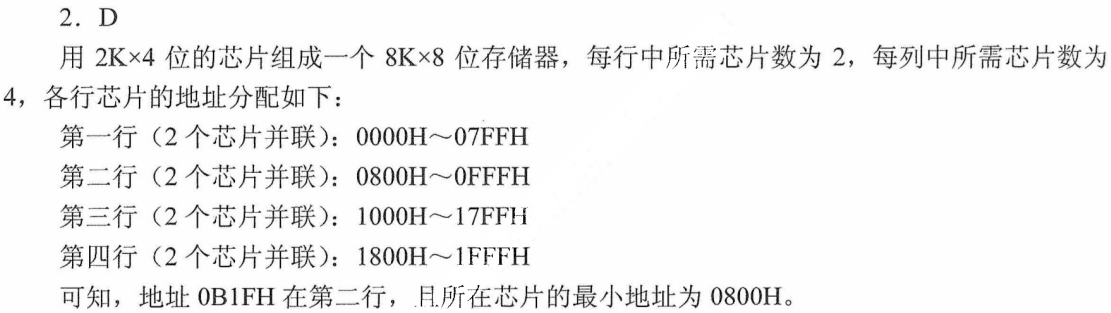 2．D
用 2K×4 位的芯片组成一个 8K×8 位存储器，每行中所需芯片数为 2，每列中所需芯片数为
4，各行芯片的地址分配如下：
第一行（2 个芯片并联）：0000H～07FFH
第二行（2 个芯片并联）：0800H～0FFFH
第三行（2 个芯片并联）：1000H～17FFH
第四行（2 个芯片并联）：1800H～1FFFH
可知，地址 0B1FH 在第二行，且所在芯片的最小地址为 0800H。